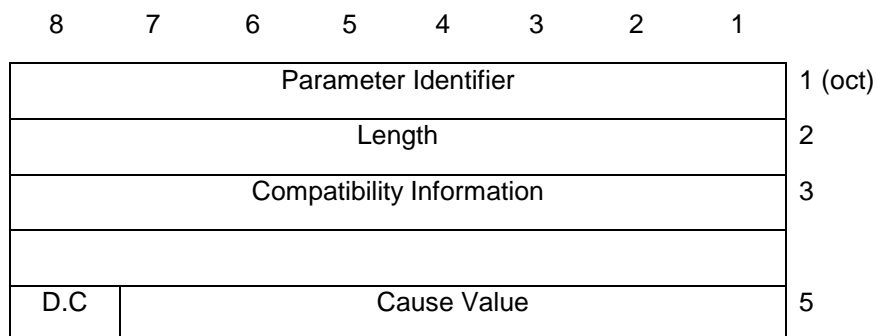 8 7 6 5 4 3 2 1
Parameter Identifier 1 (oct)
Length 2
Compatibility Information 3
D.C Cause Value 5